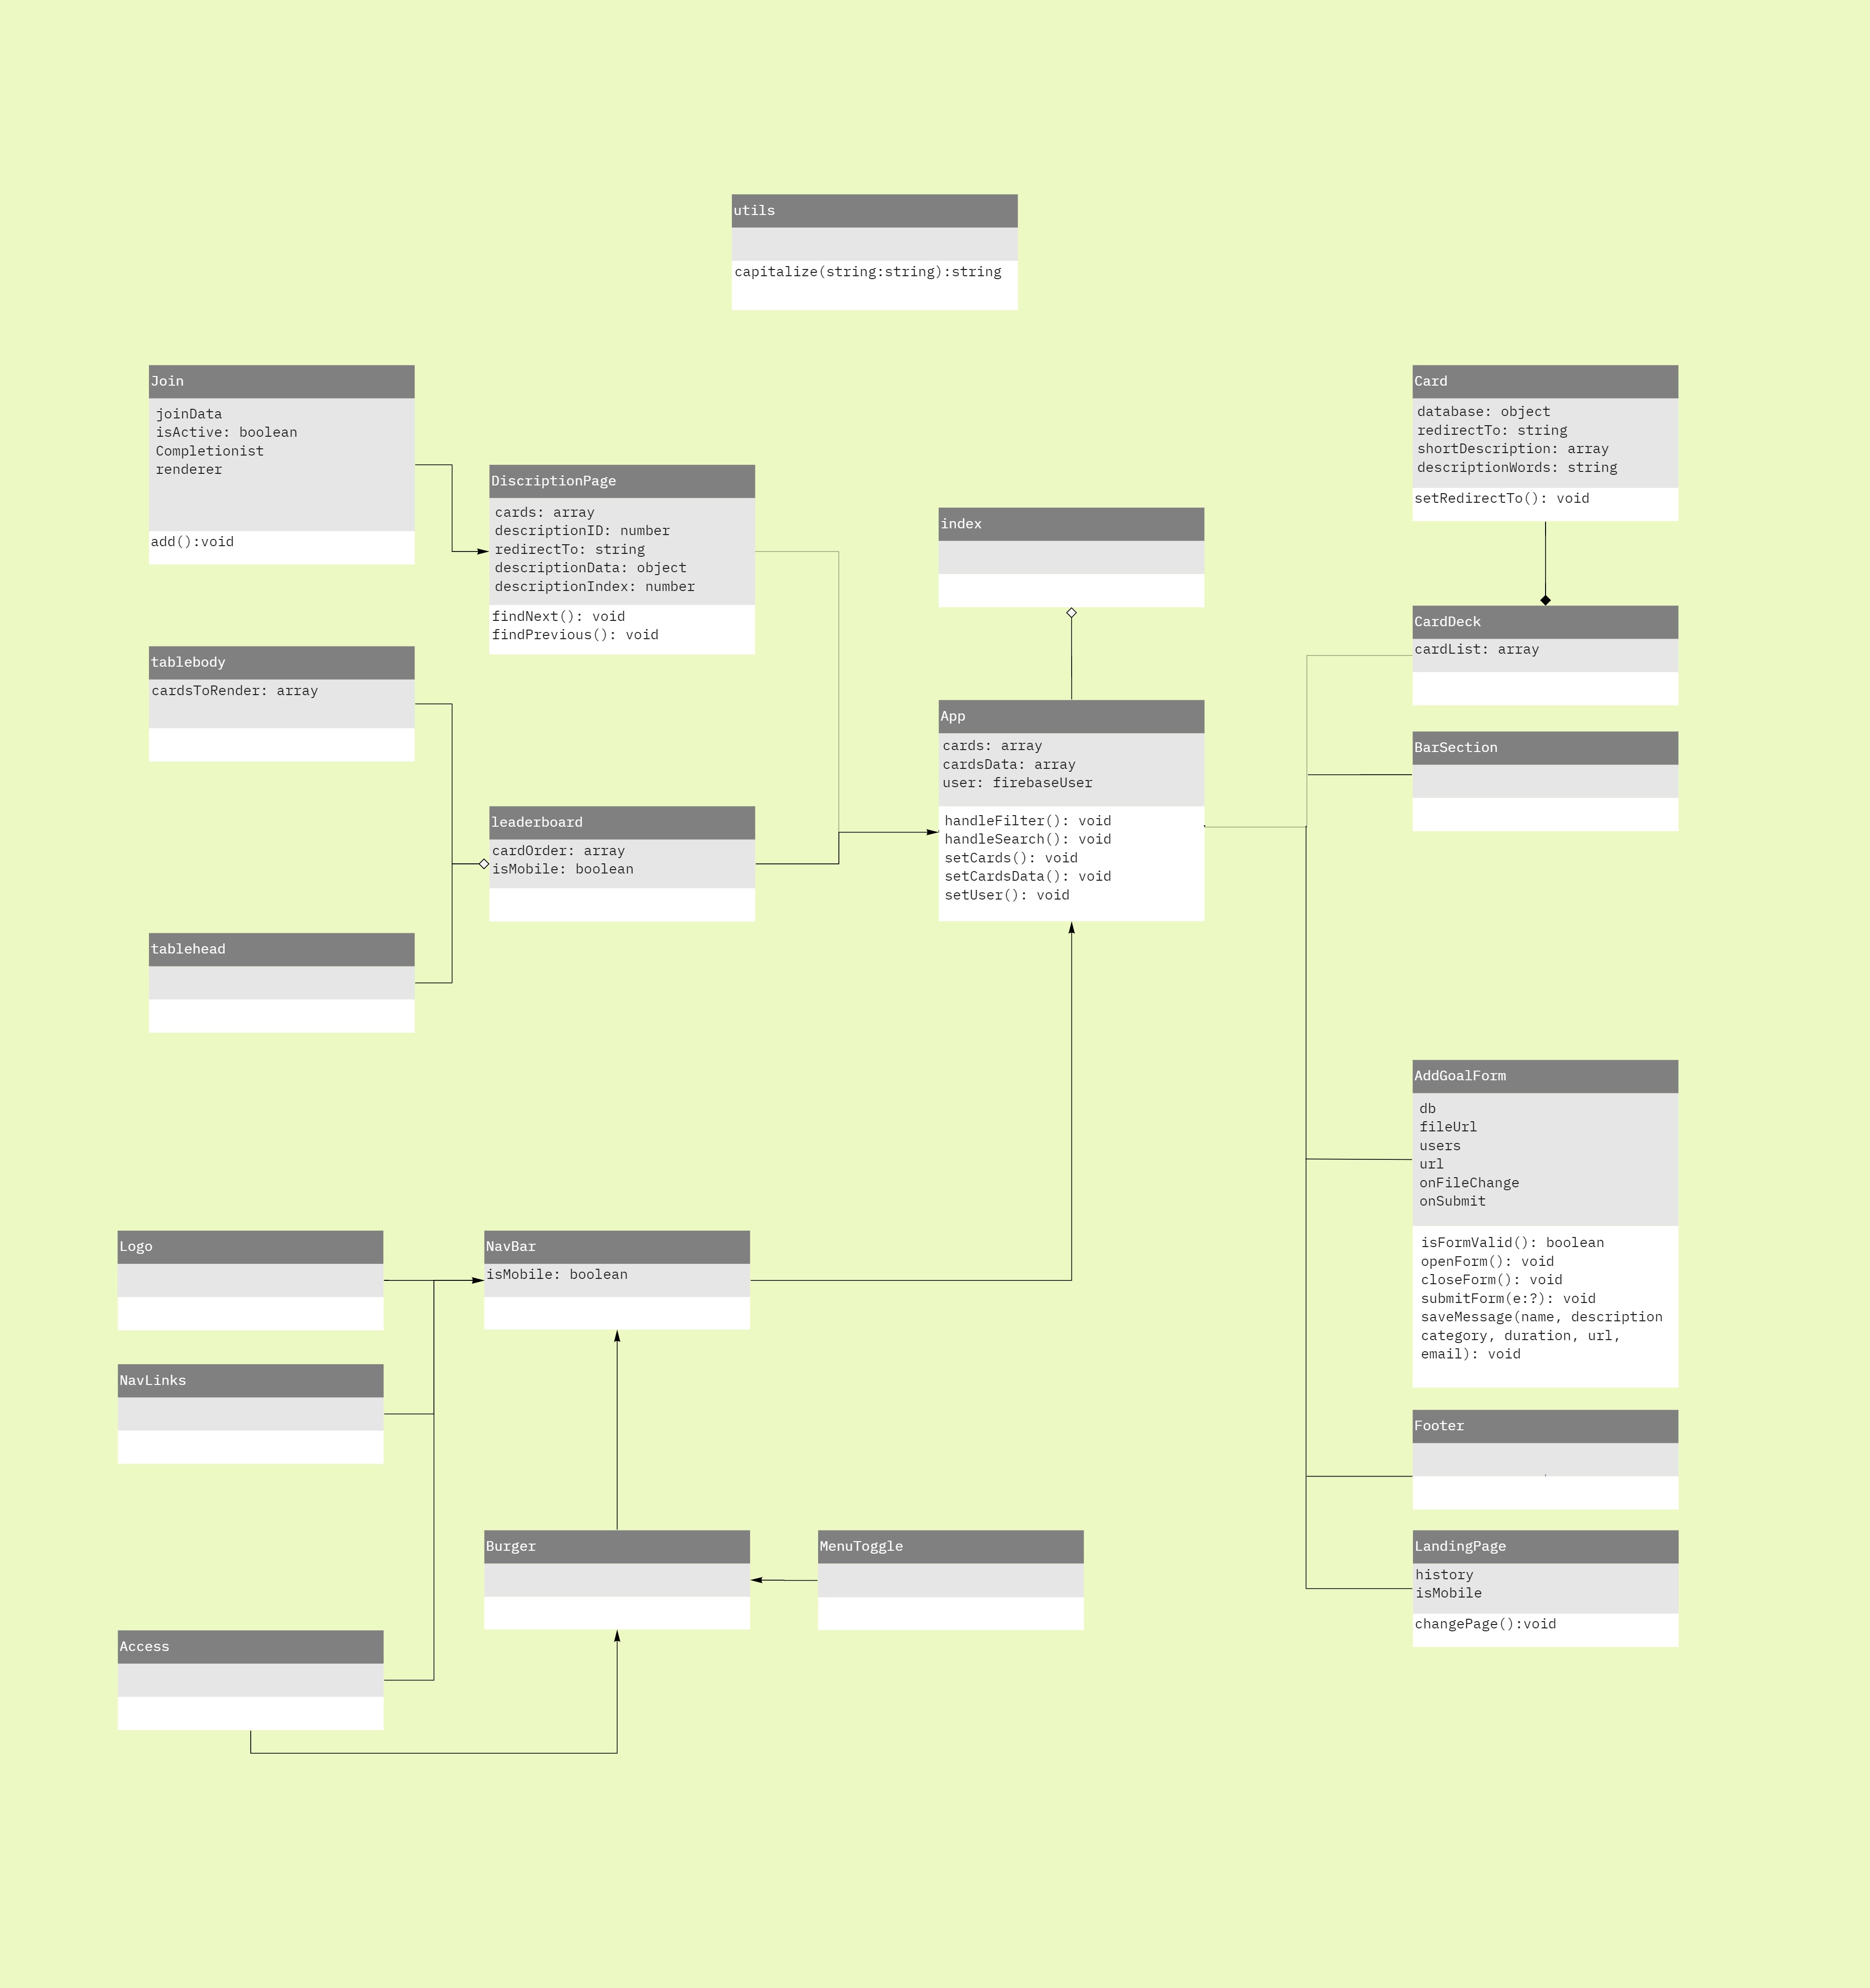 utils
capitalize(string:string):string
Join
joinData
isActive: boolean
Completionist
renderer
add():void
DiscriptionPage
cards: array
descriptionID: number
redirectTo: string
descriptionData: object
descriptionIndex: number
findNext(): void
findPrevious(): void
index
Card
database: object
redirectTo: string
shortDescription: array
descriptionWords: string
setRedirectTo(): void
CardDeck
cardList: array
BarSection
tablebody
cardsToRender: array
leaderboard
cardOrder: array
isMobile: boolean
tablehead
App
cards: array
cardsData: array
user: firebaseUser
handleFilter(): void
handleSearch(): void
setCards(): void
setCardsData(): void
setUser(): void
AddGoalForm
db
fileUrl
users
url
onFileChange
onSubmit
isFormValid(): boolean
openForm(): void
closeForm(): void
submitForm(e:?): void
saveMessage(name, description
category, duration, url,
email): void
Logo
NavBar
isMobile: boolean
NavLinks
Footer
Burger
MenuToggle
LandingPage
history
isMobile
changePage():void
Access